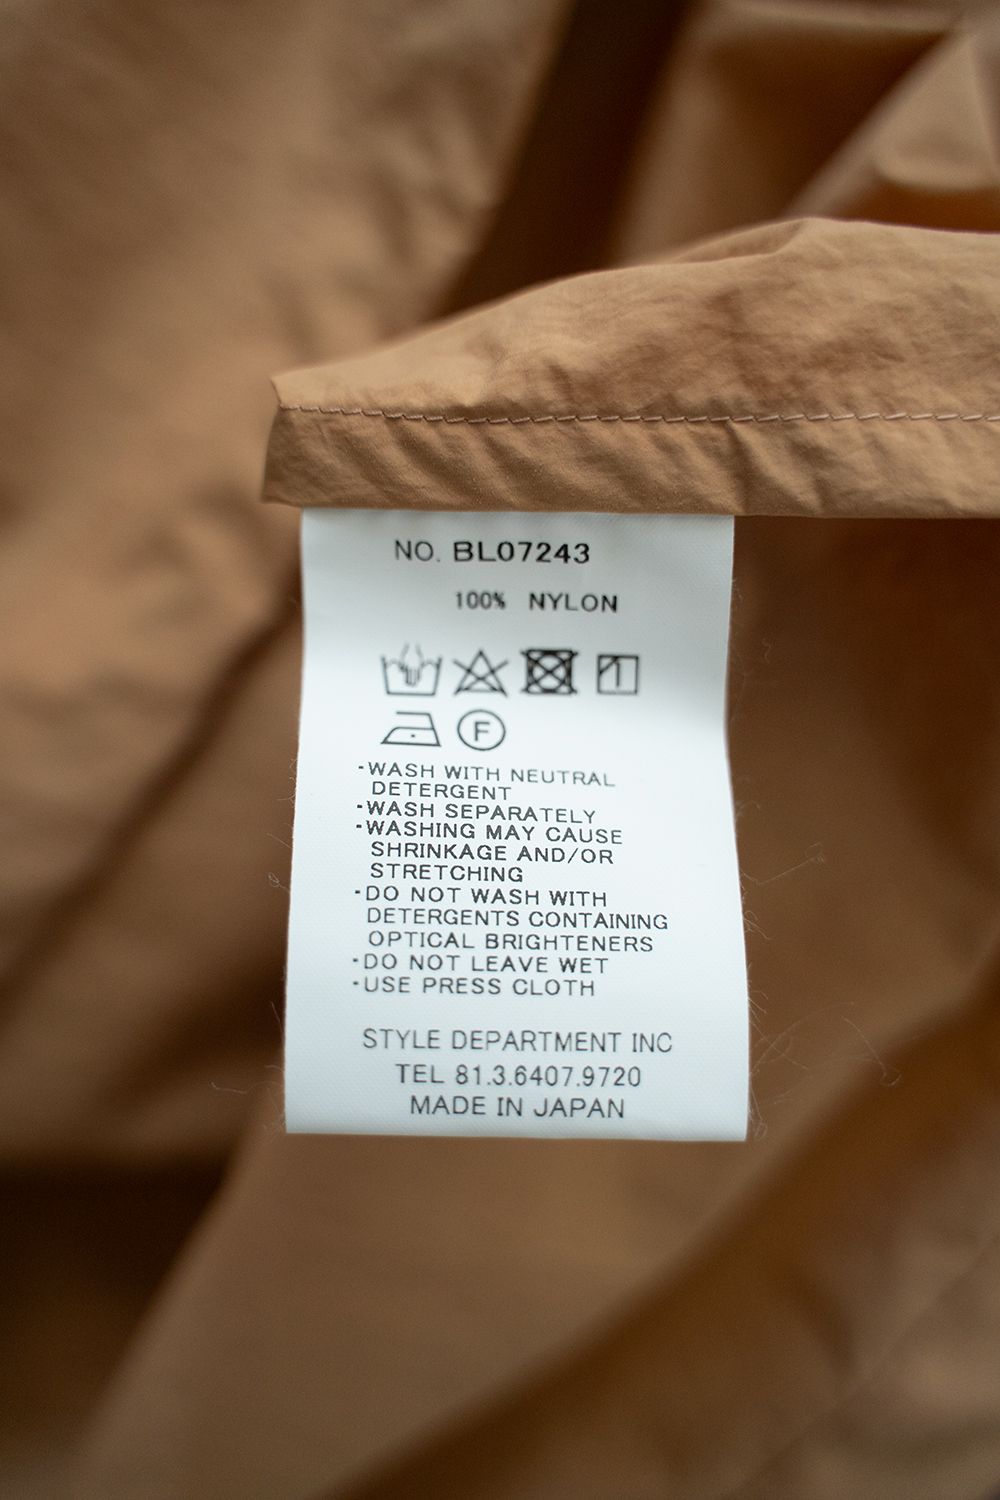 NO. BL07243
100% NYLON
F
-WASH WITH NEUTRAL
DETERGENT
-WASH SEPARATELY
-WASHING MAY CAUSE
SHRINKAGE AND/OR
STRETCHING
-DO NOT WASH WITH
DETERGENTS CONTAINING
OPTICAL BRIGHTENERS
-DO NOT LEAVE WET
-USE PRESS CLOTH
STYLE DEPARTMENT INC
TEL 81.3.6407.9720
MADE IN JAPAN